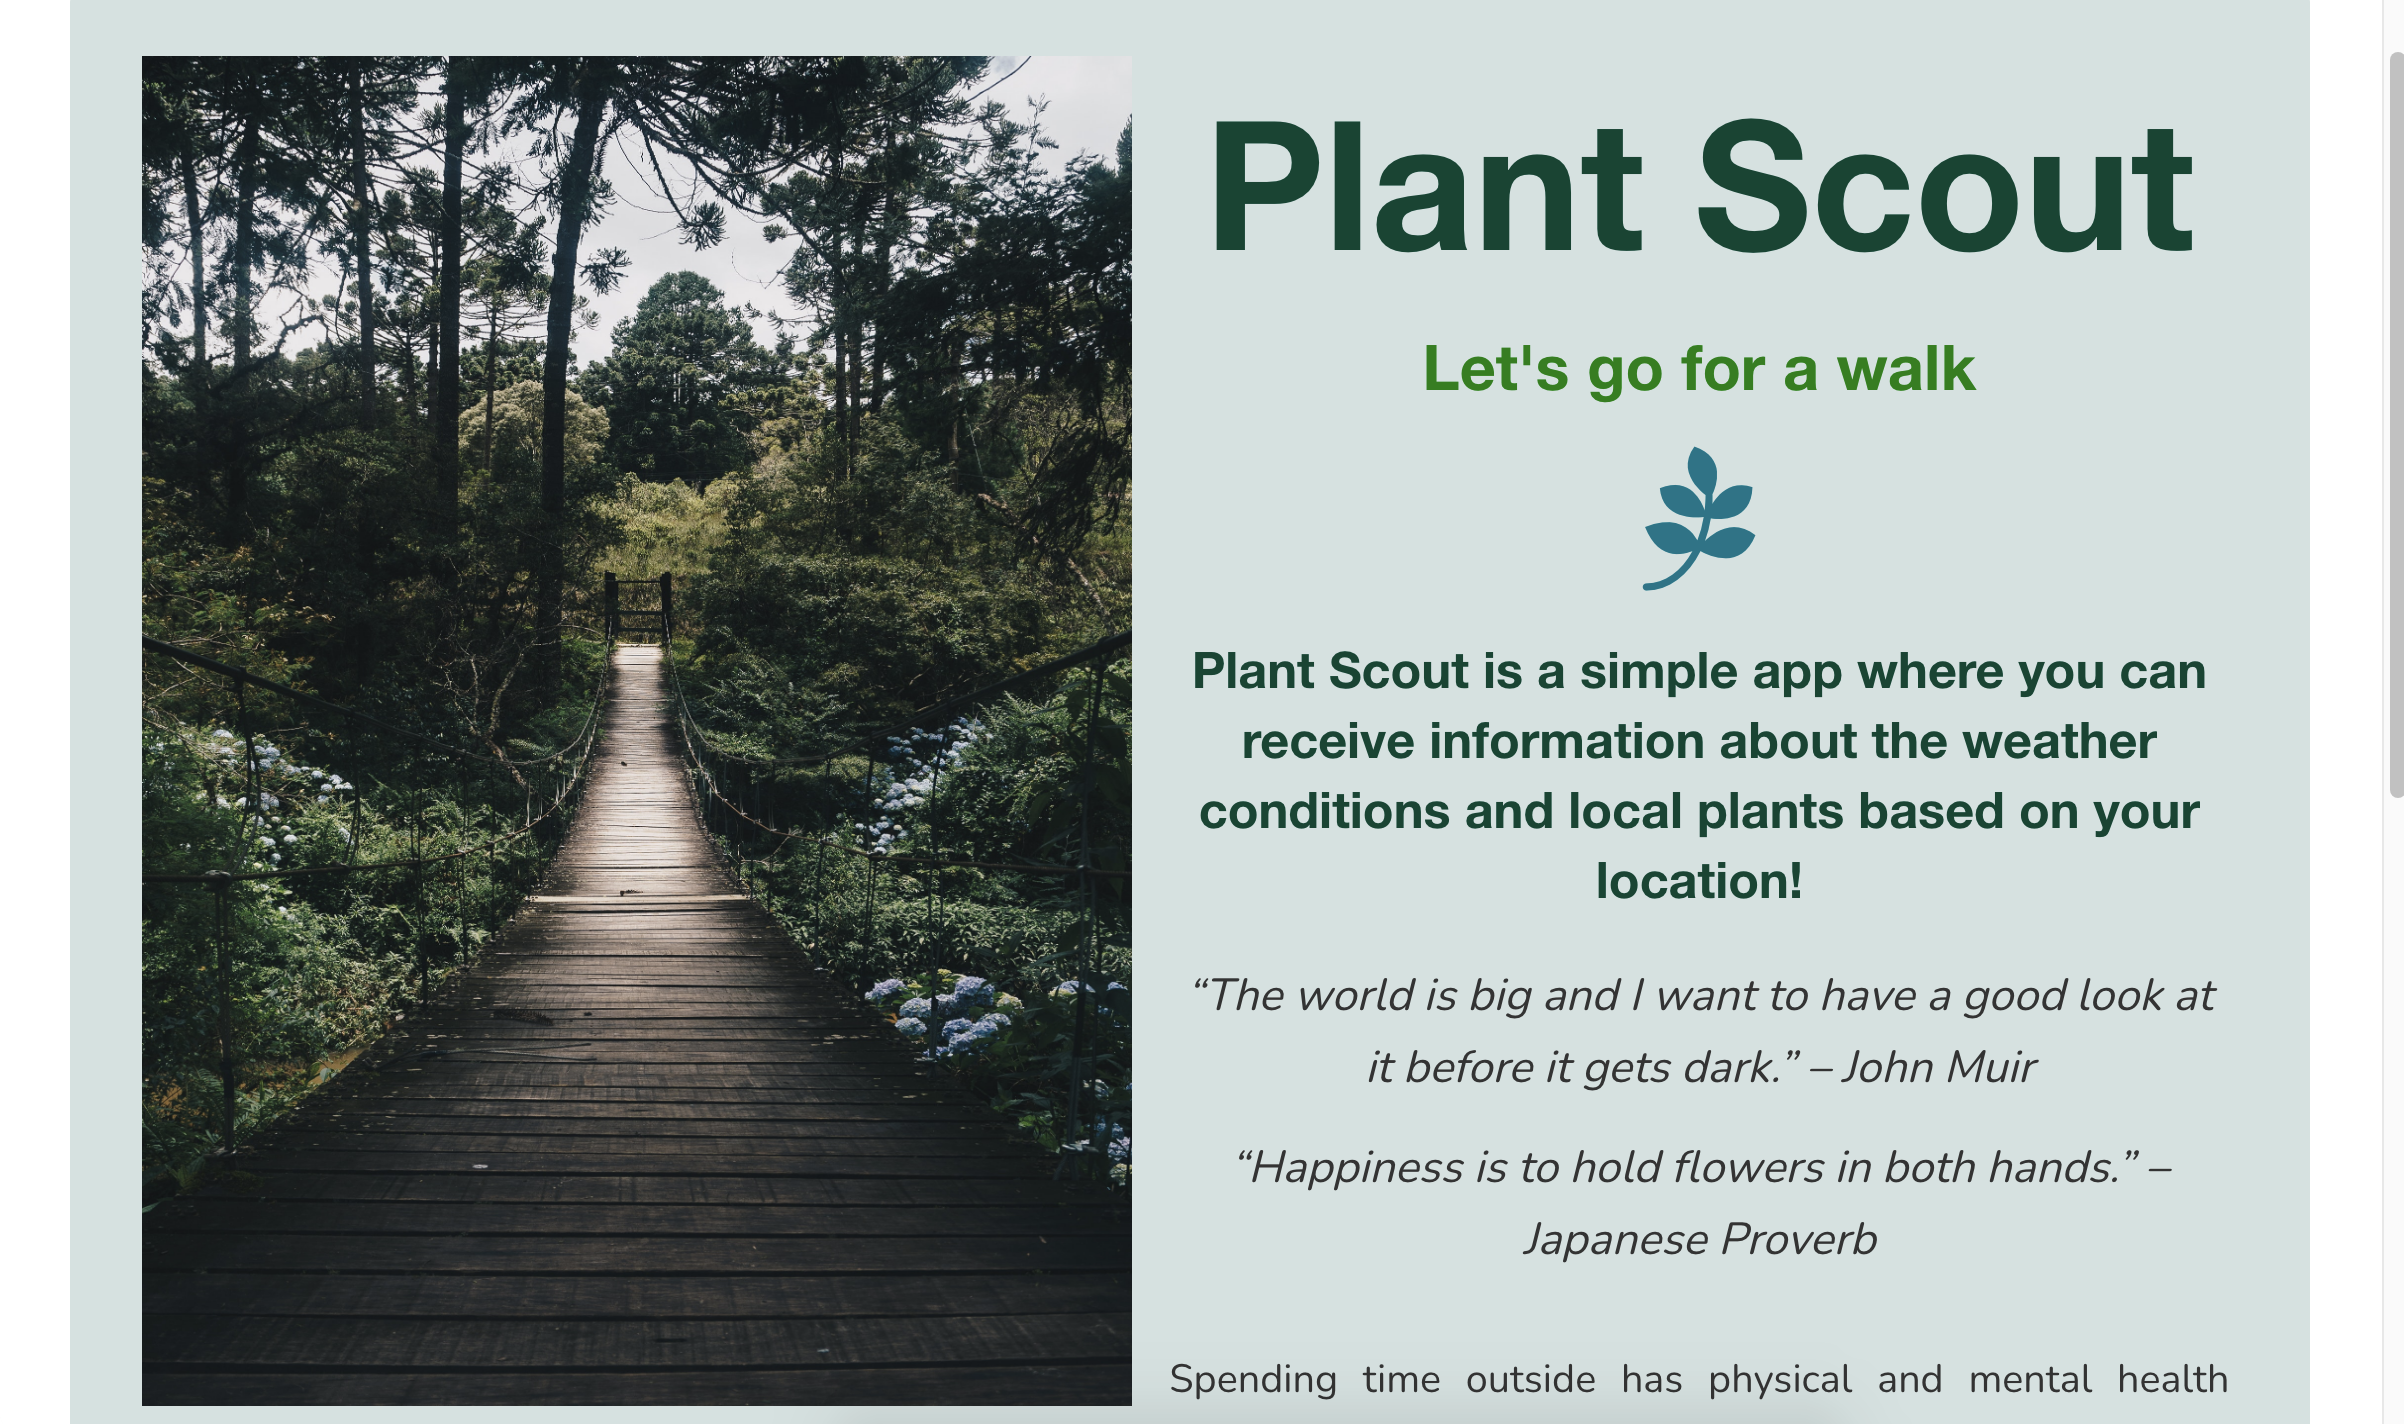 Plant Scout
Let's go for a walk
Plant Scout is a simple app where you can
receive information about the weather
conditions and local plants based on your
location!
“The world is big and I want to have a good look at
it before it gets dark.” – John Muir
“Happiness is to hold flowers in both hands.” –
Japanese Proverb
Spending time outside has physical and mental health